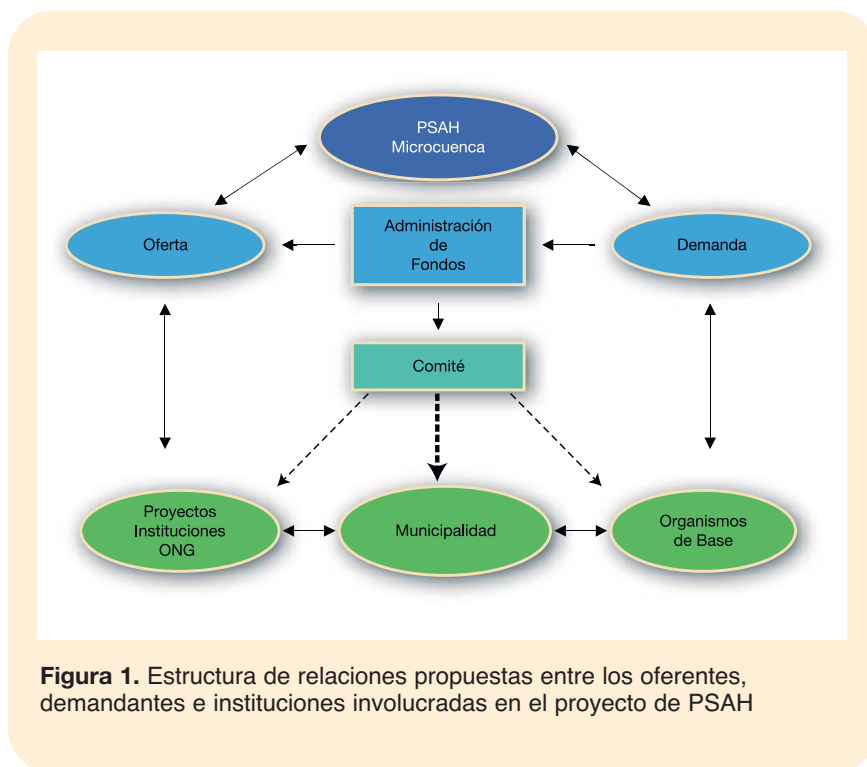 PSAH
Microcuenca
Oferta
Administración
de
Fondos
Demanda
Comité
Proyectos
Instituciones
ONG
Municipalidad
Organismos
de Base
Figura 1. Estructura de relaciones propuestas entre los oferentes,
demandantes e instituciones involucradas en el proyecto de PSAH